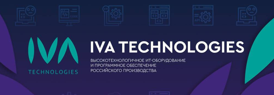 IVA
TECHNOLOGIES
IVA TECHNOLOGIES
ВЫСОКОТЕХНОЛОГИЧНОЕ ИТ-ОБОРУДОВАНИЕ
И ПРОГРАММНОЕ ОБЕСПЕЧЕНИЕ
РОССИЙСКОГО ПРОИЗВОДСТВА